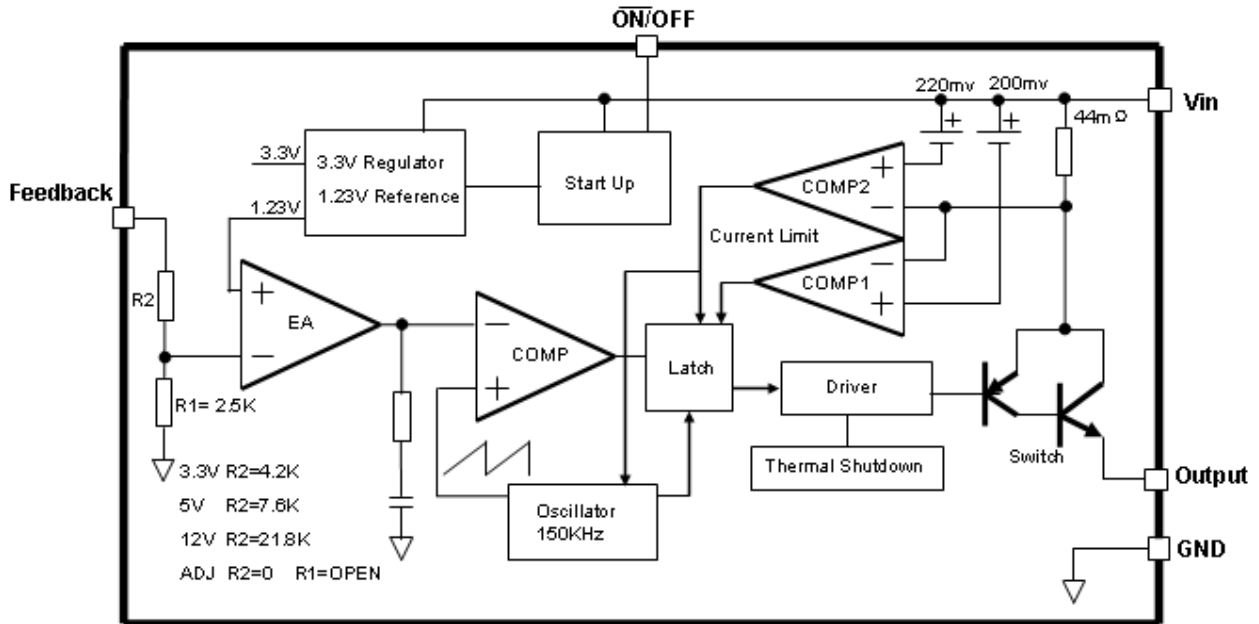 ON/OFF
220mv 200mv
Vin
44mΩ
3.3V
3.3V Regulator
1.23V Reference
Start Up
Feedback
1.23V
+
+
+
COMP2
−
Current Limit
−
COMP1
+
R2
+
EA
−
−
COMP
+
Latch
Driver
R1= 2.5K
Thermal Shutdown
Switch
Output
3.3V R2=4.2K
5V R2=7.6K
12V R2=21.8K
ADJ R2=0 R1=OPEN
Oscillator
150KHz
GND